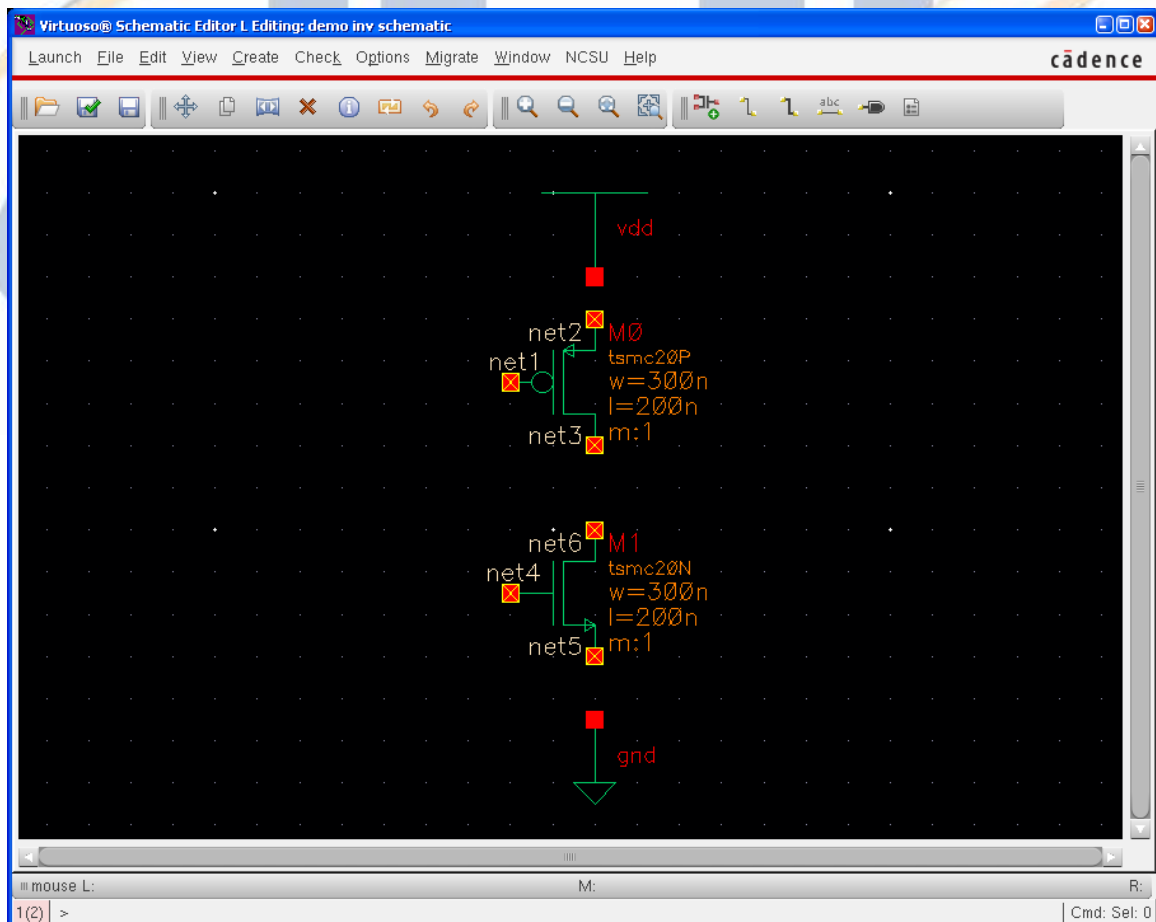 Virtuoso® Schematic Editor L Editing: demo inv schematic
Launch File Edit View Create Check Options Migrate Window NCSU Help
cādence
abc
vdd
net2 M0
net1 tsmc20P
w=300n
l=200n
net3 m:1
net6 M1
net4 tsmc20N
w=300n
l=200n
net5 m:1
gnd
mouse L: M: R:
1(2) > Cmd: Sel: 0